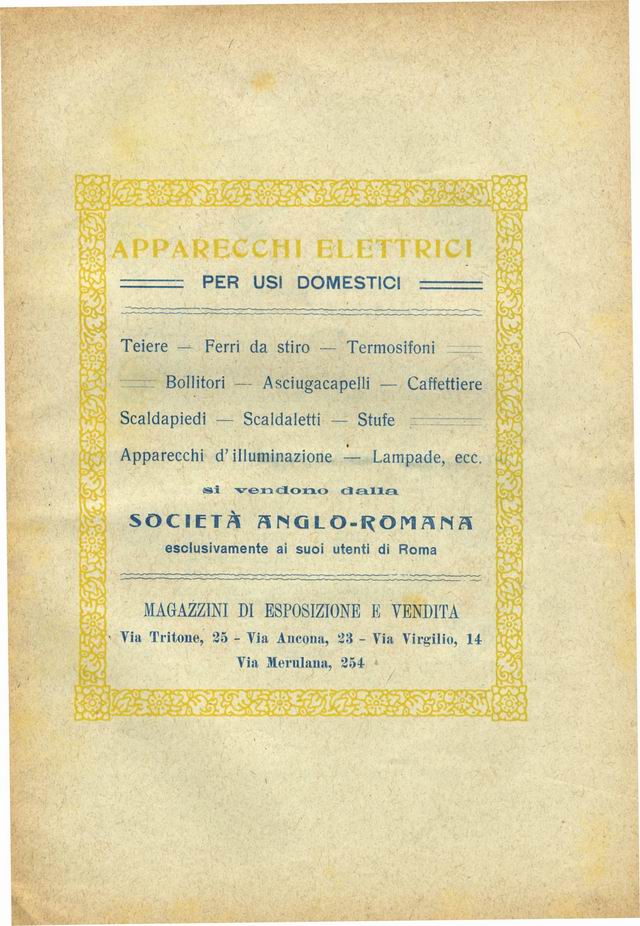 APPARECCHI ELETTRICI
PER USI DOMESTICI
Teiere — Ferri da stiro — Termosifoni
Bollitori — Asciugacapelli — Caffettiere
Scaldapiedi — Scaldaletti — Stufe
Apparecchi d'illuminazione — Lampade, ecc.
si vendono dalla
SOCIETÀ ANGLO-ROMANA
esclusivamente ai suoi utenti di Roma
MAGAZZINI DI ESPOSIZIONE E VENDITA
Via Tritone, 25 - Via Ancona, 23 - Via Virgilio, 14
Via Merulana, 254